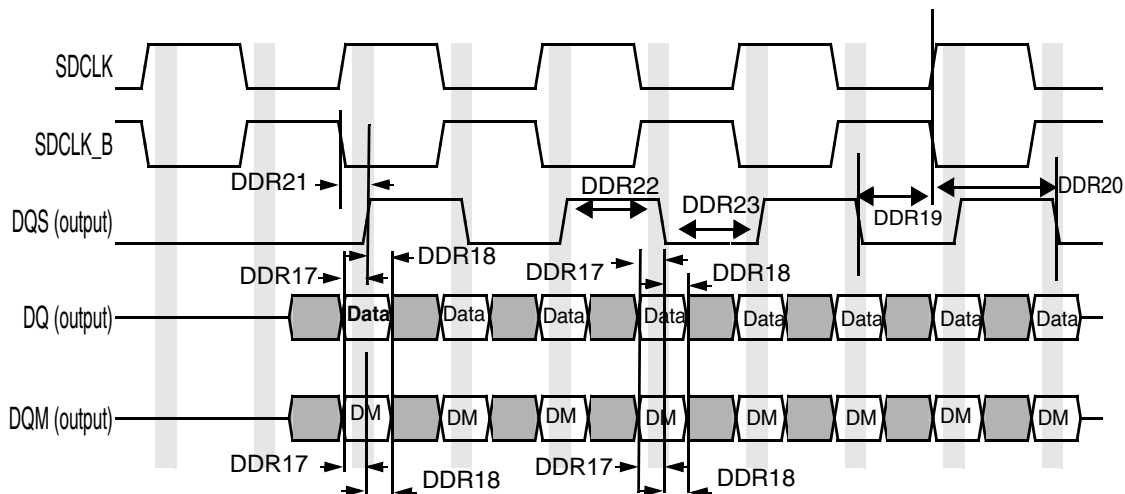 SDCLK
SDCLK_B
DDR21
DDR22
DDR20
DDR23
DDR19
DQS (output)
DDR18
DDR17
DDR17
DDR18
DQ (output)
Data Data Data Data Data Data Data Data
DQM (output)
DM DM DM DM DM DM DM DM
DDR17
DDR17
DDR18
DDR18